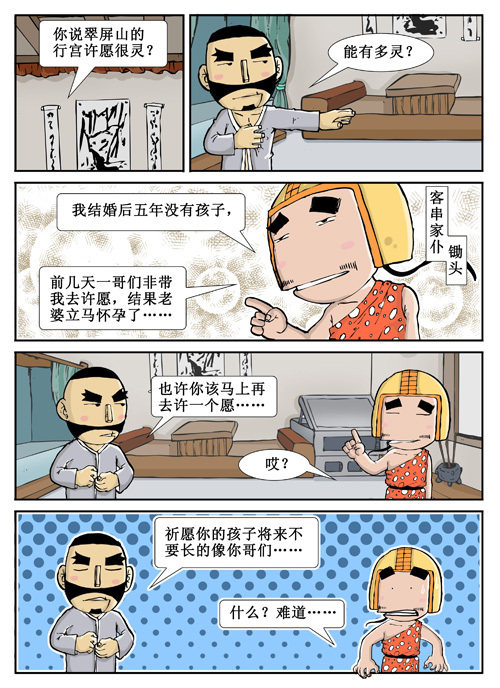 你说翠屏山的
行宫许愿很灵？
能有多灵？
我结婚后五年没有孩子，
客串家仆
锄头
前几天一哥们非带
我去许愿，结果老
婆立马怀孕了……
也许你该马上再
去许一个愿……
哎？
祈愿你的孩子将来不
要长的像你哥们……
什么？难道……